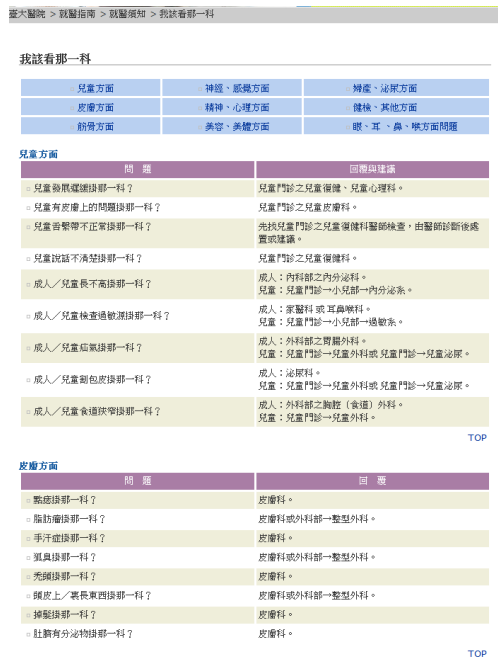 臺大醫院 > 就醫指南 > 就醫須知 > 我該看那一科
我該看那一科
兒童方面 神經、感覺方面 婦產、泌尿方面
皮膚方面 精神、心理方面 健檢、其他方面
筋骨方面 美容、美體方面 眼、耳、鼻、喉方面問題
兒童方面
問 題 回覆與建議
兒童發展遲緩掛那一科？ 兒童門診之兒童復健、兒童心理科。
兒童有皮膚上的問題掛那一科？ 兒童門診之兒童皮膚科。
兒童舌繫帶不正常掛那一科？ 先找兒童門診之兒童復健科醫師檢查，由醫師診斷後處
置或建議。
兒童說話不清楚掛那一科？ 兒童門診之兒童復健科。
成人／兒童長不高掛那一科？ 成人：內科部之內分泌科。
兒童：兒童門診→小兒部→內分泌系。
成人／兒童檢查過敏源掛那一科？ 成人：家醫科 或 耳鼻喉科。
兒童：兒童門診→小兒部→過敏系。
成人／兒童疝氣掛那一科？ 成人：外科部之胃腸外科。
兒童：兒童門診→兒童外科或 兒童門診→兒童泌尿。
成人／兒童割包皮掛那一科？ 成人：泌尿科。
兒童：兒童門診→兒童外科或 兒童門診→兒童泌尿。
成人／兒童食道狹窄掛那一科？ 成人：外科部之胸腔（食道）外科。
兒童：兒童門診→兒童外科。
TOP
皮膚方面
問 題 回 覆
點痣掛那一科？ 皮膚科。
脂肪瘤掛那一科？ 皮膚科或外科部→整型外科。
手汗症掛那一科？ 皮膚科。
狐臭掛那一科？ 皮膚科或外科部→整型外科。
禿頭掛那一科？ 皮膚科。
頭皮上／裏長東西掛那一科？ 皮膚科或外科部→整型外科。
掉髮掛那一科？ 皮膚科。
肚臍有分泌物掛那一科？ 皮膚科。
TOP